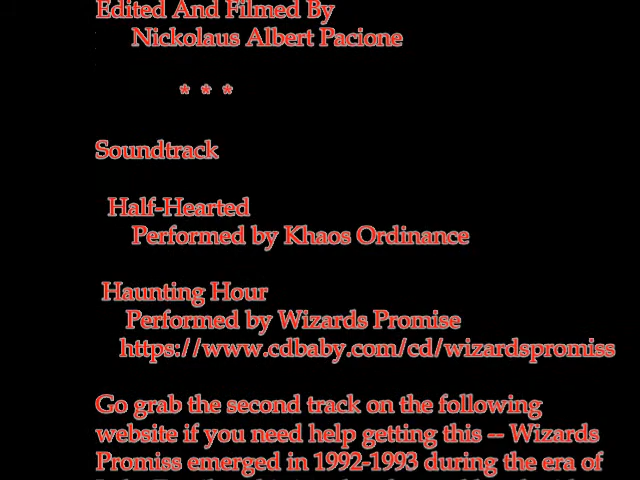 Edited And Filmed By
Nickolaus Albert Pacione
* * *
Soundtrack
Half-Hearted
Performed by Khaos Ordinance
Haunting Hour
Performed by Wizards Promise
https://www.cdbaby.com/cd/wizardspromiss
Go grab the second track on the following
website if you need help getting this -- Wizards
Promiss emerged in 1992-1993 during the era of